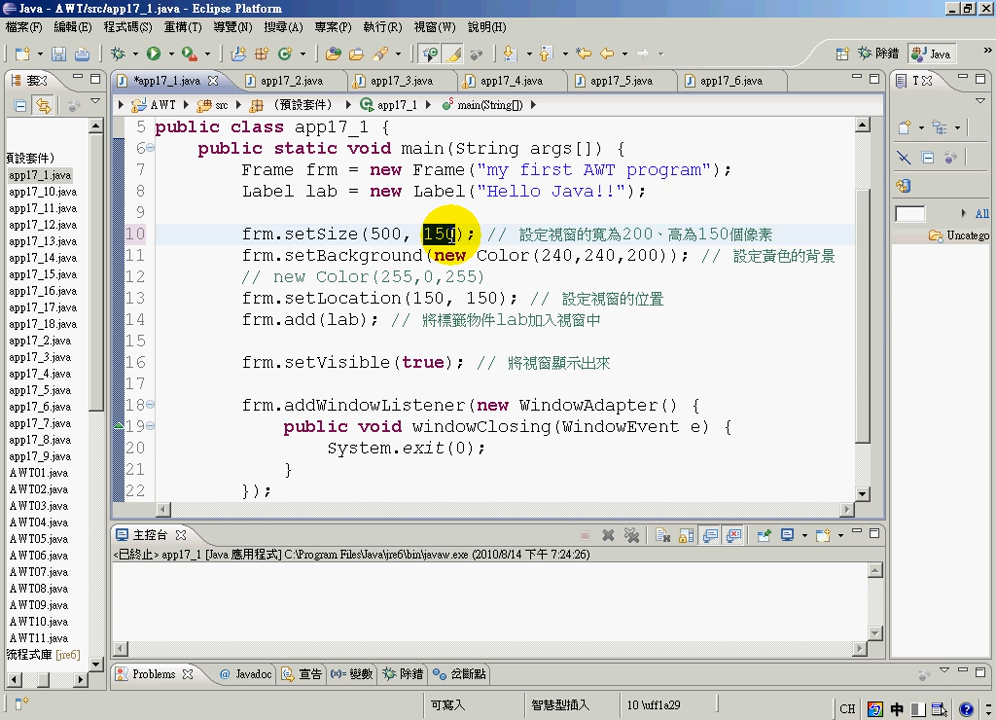 Java - AWT/src/app17_1.java - Eclipse Platform
檔案(F) 編輯(E) 程式碼(S) 重構(T) 導覽(N) 搜尋(A) 專案(P) 執行(R) 視窗(W) 說明(H)
除錯 Java »
套
*app17_1.java app17_2.java app17_3.java app17_4.java app17_5.java app17_6.java
T
AWT src (預設套件) app17_1 main(String[])
預設套件)
app17_1.java
app17_10.java
app17_11.java
app17_12.java
app17_13.java
app17_14.java
app17_15.java
app17_16.java
app17_17.java
app17_18.java
app17_2.java
app17_3.java
app17_4.java
app17_5.java
app17_6.java
app17_7.java
app17_8.java
app17_9.java
AWT01.java
AWT02.java
AWT03.java
AWT04.java
AWT05.java
AWT06.java
AWT07.java
AWT08.java
AWT09.java
AWT10.java
AWT11.java
統程式庫 [jre6]
5 public class app17_1 {
6 public static void main(String args[]) {
7 Frame frm = new Frame("my first AWT program");
8 Label lab = new Label("Hello Java!!");
9
10 frm.setSize(500, 150); // 設定視窗的寬為200、高為150個像素
11 frm.setBackground(new Color(240,240,200)); // 設定黃色的背景
12 // new Color(255,0,255)
13 frm.setLocation(150, 150); // 設定視窗的位置
14 frm.add(lab); // 將標籤物件lab加入視窗中
15
16 frm.setVisible(true); // 將視窗顯示出來
17
18 frm.addWindowListener(new WindowAdapter() {
19 public void windowClosing(WindowEvent e) {
20 System.exit(0);
21 }
22 });
All
Uncatego
主控台
<已終止> app17_1 [Java 應用程式] C:\Program Files\Java\jre6\bin\javaw.exe (2010/8/14 下午 7:24:26)
Problems @ Javadoc 宣告 (x)= 變數 除錯 岔斷點
可寫入 智慧型插入 10 \uff1a29
CH 中